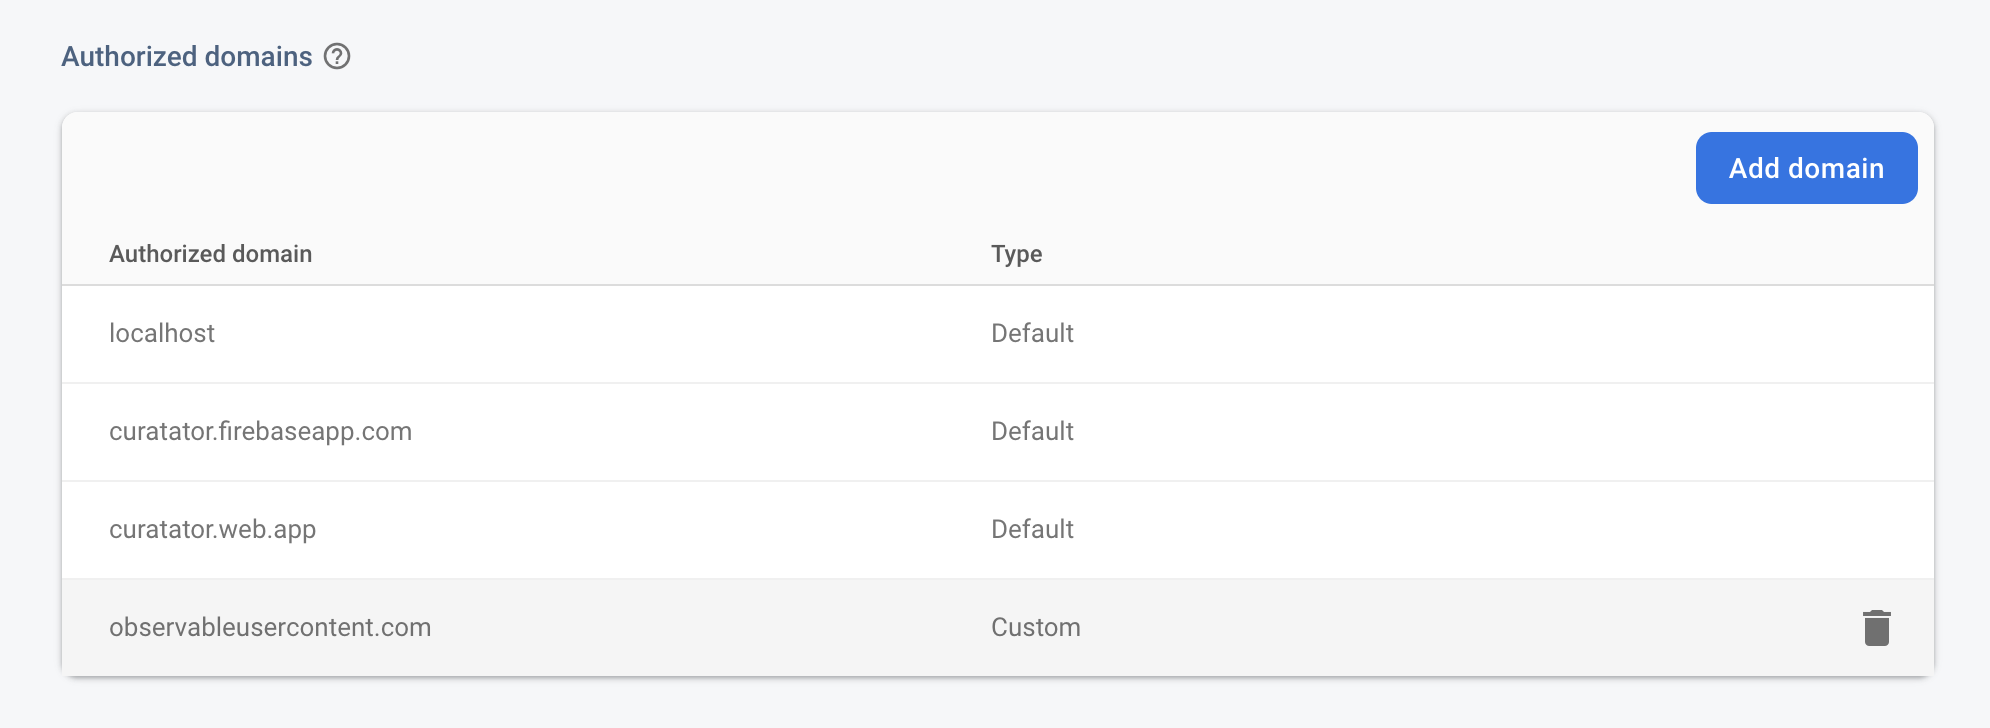 Authorized domains
Add domain
Authorized domain Type
localhost Default
curatator.firebaseapp.com Default
curatator.web.app Default
observableusercontent.com Custom